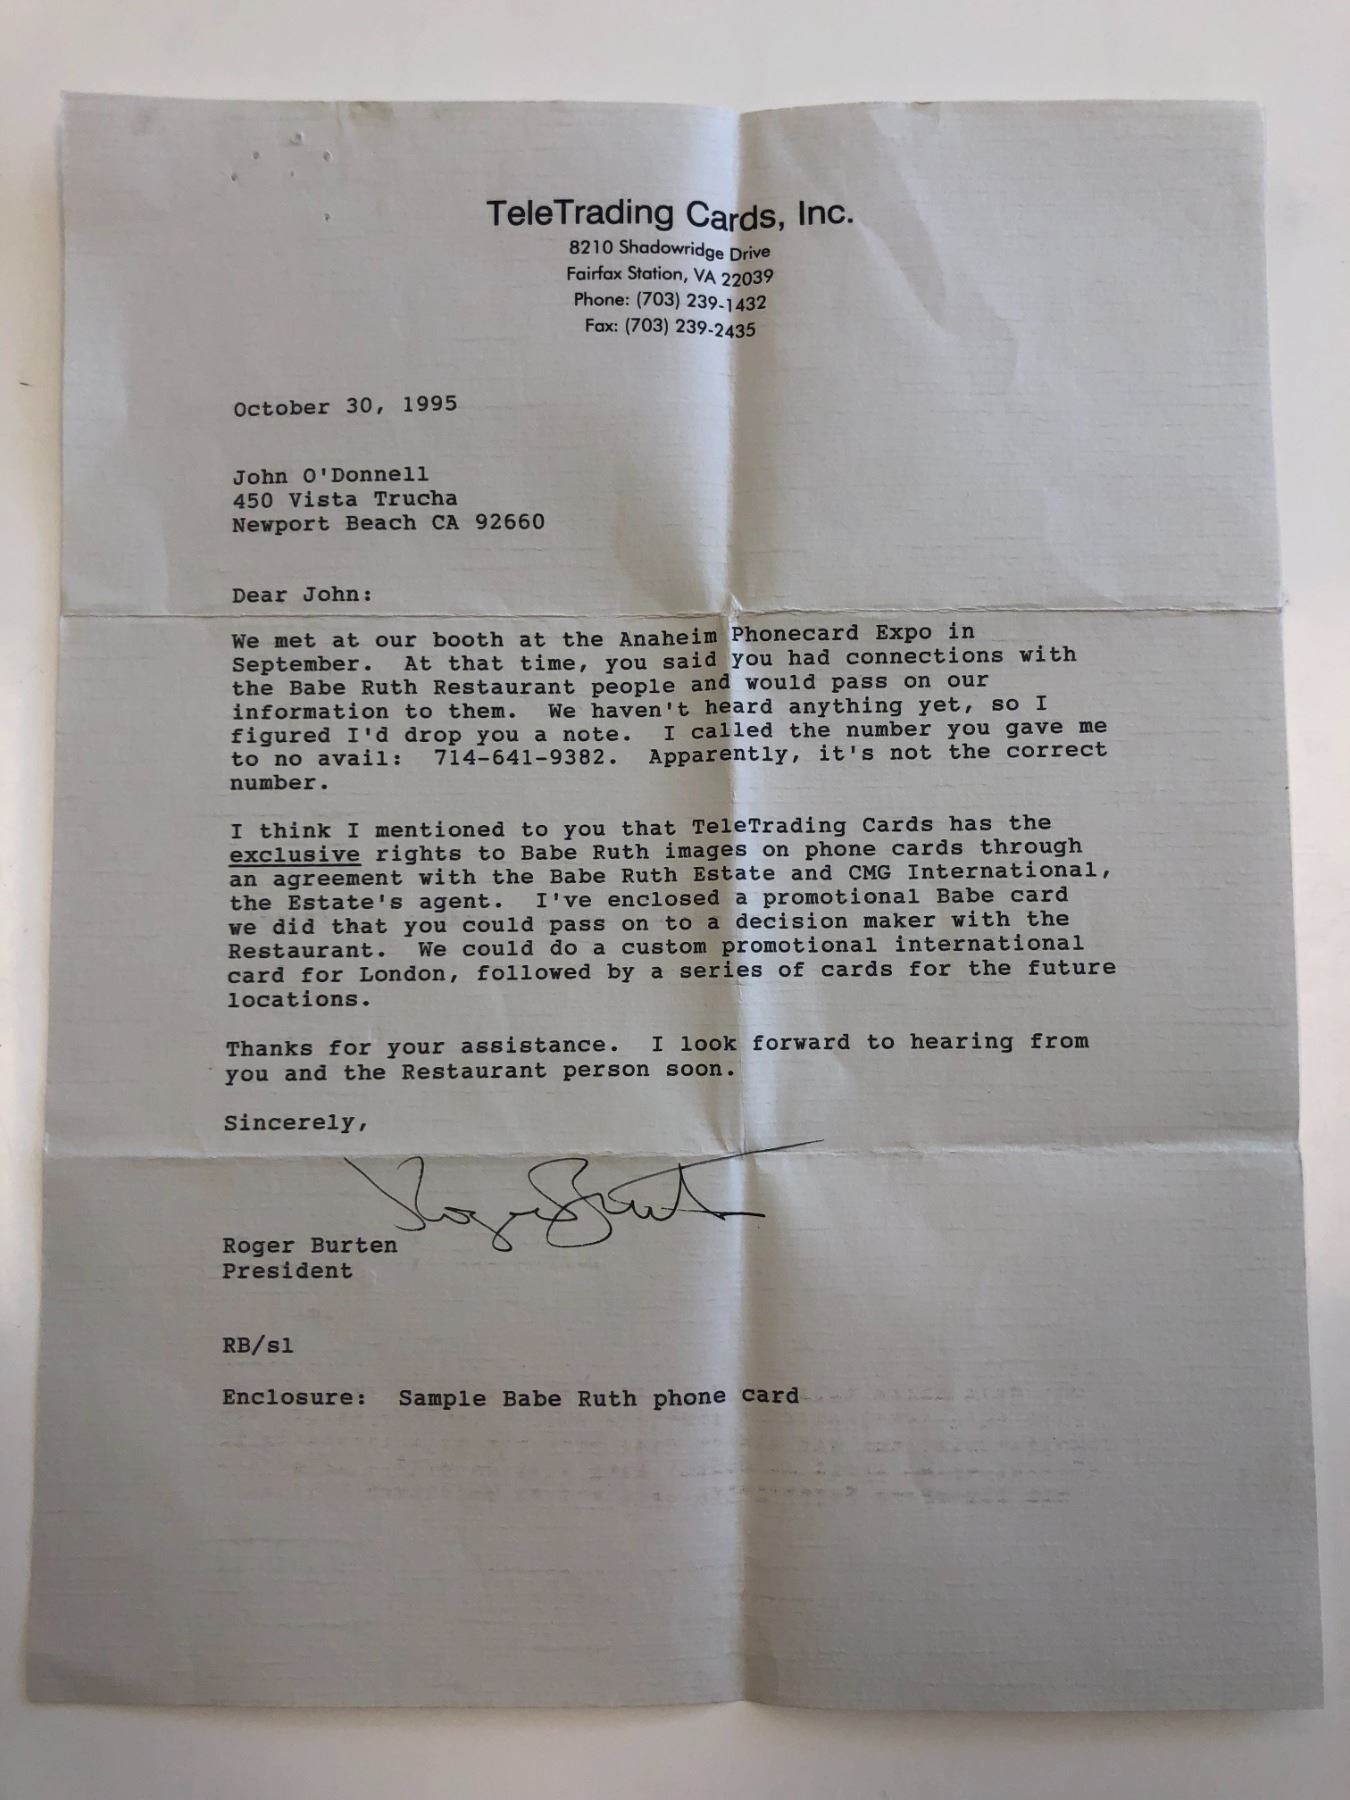 TeleTrading Cards, Inc.
8210 Shadowridge Drive
Fairfax Station, VA 22039
Phone: (703) 239-1432
Fax: (703) 239-2435
October 30, 1995
John O'Donnell
450 Vista Trucha
Newport Beach CA 92660
Dear John:
We met at our booth at the Anaheim Phonecard Expo in
September.  At that time, you said you had connections with
the Babe Ruth Restaurant people and would pass on our
information to them.  We haven't heard anything yet, so I
figured I'd drop you a note.  I called the number you gave me
to no avail:  714-641-9382.  Apparently, it's not the correct
number.
I think I mentioned to you that TeleTrading Cards has the
exclusive rights to Babe Ruth images on phone cards through
an agreement with the Babe Ruth Estate and CMG International,
the Estate's agent.  I've enclosed a promotional Babe card
we did that you could pass on to a decision maker with the
Restaurant.  We could do a custom promotional international
card for London, followed by a series of cards for the future
locations.
Thanks for your assistance.  I look forward to hearing from
you and the Restaurant person soon.
Sincerely,
Roger Burten
Roger Burten
President
RB/sl
Enclosure:  Sample Babe Ruth phone card